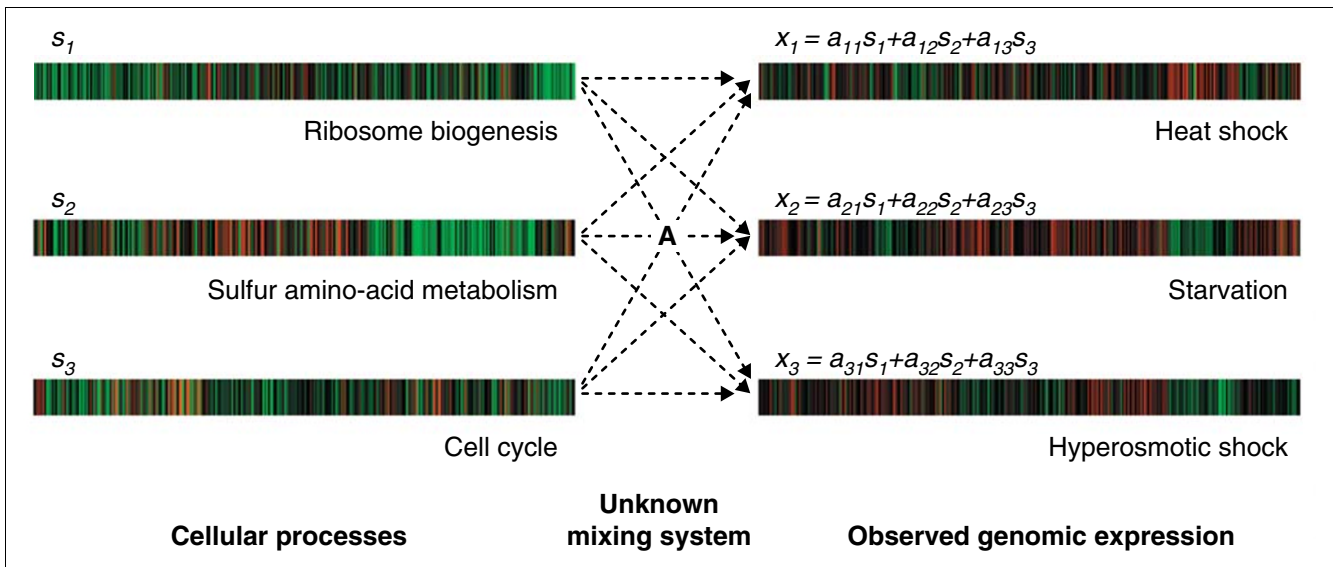 s1
x1 = a11s1+a12s2+a13s3
Ribosome biogenesis
Heat shock
s2
x2 = a21s1+a22s2+a23s3
A
Sulfur amino-acid metabolism
Starvation
s3
x3 = a31s1+a32s2+a33s3
Cell cycle
Hyperosmotic shock
Cellular processes
Unknown
mixing system
Observed genomic expression